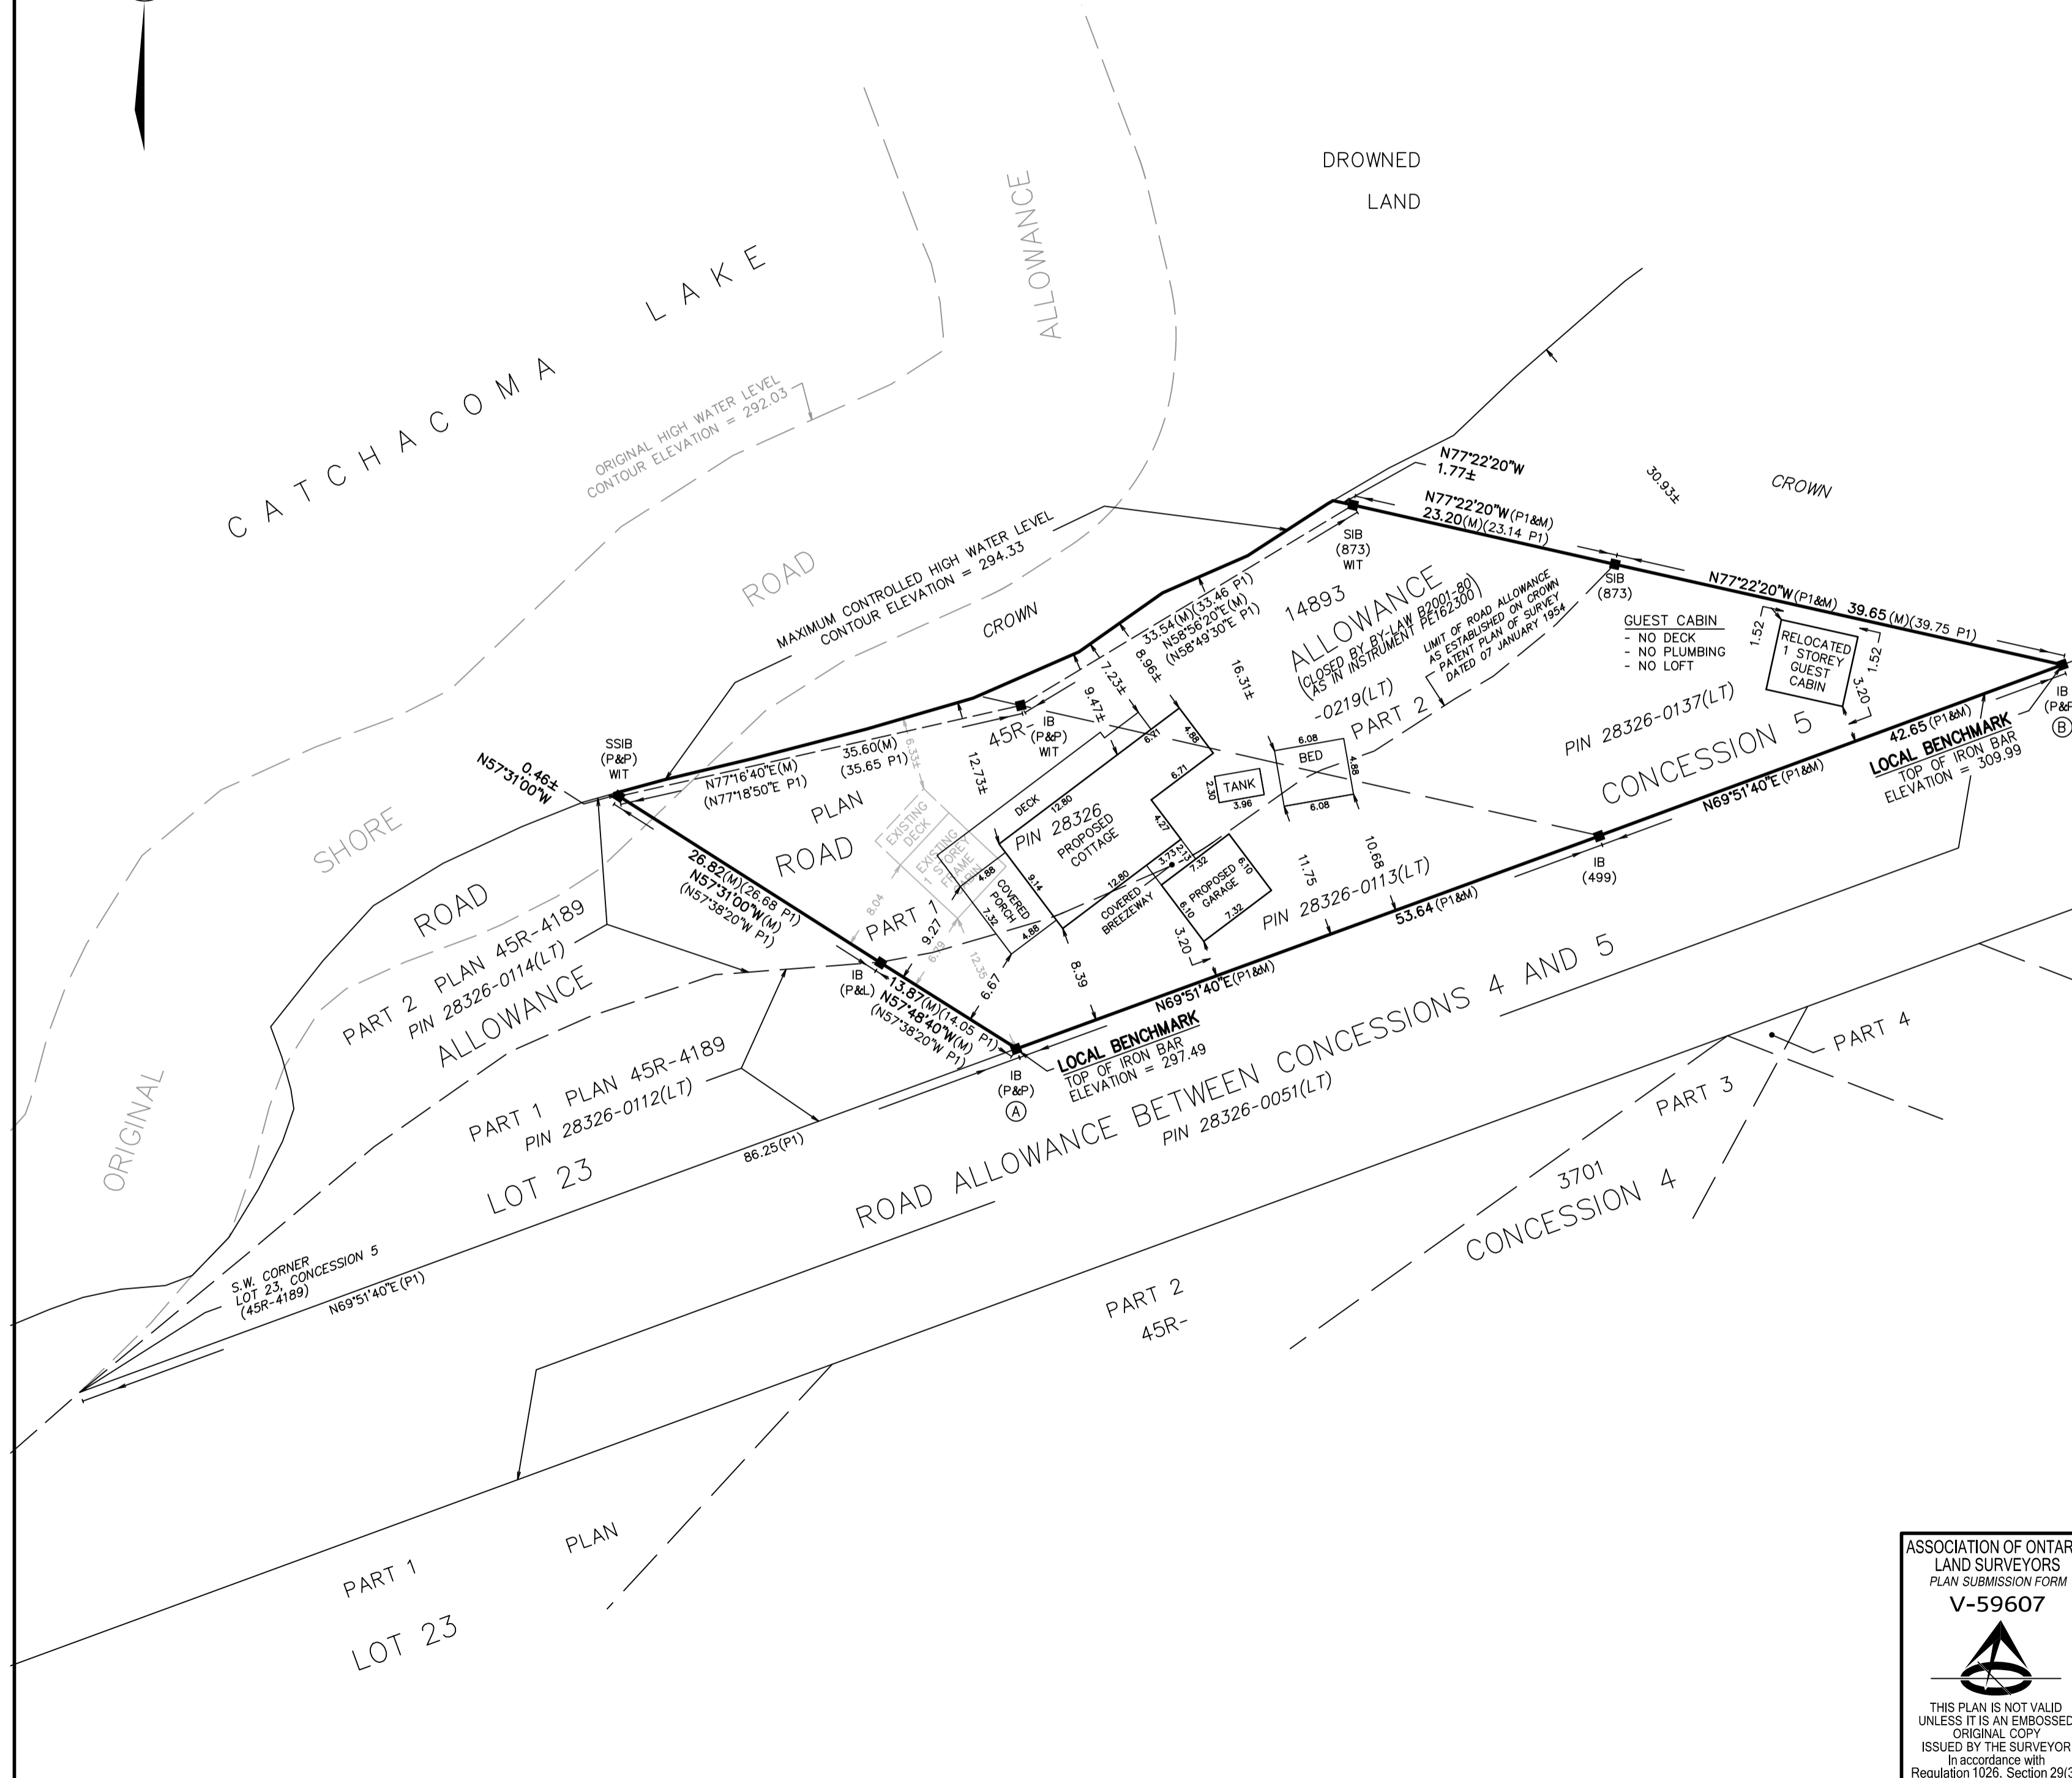 DROWNED
LAND
ALLOWANCE
CATCHACOMA LAKE
ORIGINAL HIGH WATER LEVEL
CONTOUR ELEVATION = 292.03
ROAD
MAXIMUM CONTROLLED HIGH WATER LEVEL
CONTOUR ELEVATION = 294.33
CROWN
N77°22'20"W
1.77±
N77°22'20"W(P1&M)
23.20(M)(23.14 P1)
30.93±
CROWN
SIB
(873)
WIT
SIB
(873)
N77°22'20"W(P1&M) 39.65(M)(39.75 P1)
14893
ALLOWANCE
(CLOSED BY BY-LAW B2001-80)
(AS IN INSTRUMENT PE162300)
LIMIT OF ROAD ALLOWANCE
AS ESTABLISHED ON CROWN
PATENT PLAN OF SURVEY
DATED 07 JANUARY 1954
-0219(LT)
PART 2
GUEST CABIN
- NO DECK
- NO PLUMBING
- NO LOFT
1.52
RELOCATED
1 STOREY
GUEST
CABIN
1.52
3.20
IB
(B)
33.54(M)(33.46 P1)
N58°56'20"E(M)
(N58°49'30"E P1)
16.31±
8.96±
7.23±
9.47±
45R-
IB
(P&P)
WIT
SSIB
(P&P)
WIT
0.46±
N57°31'00"W
N77°16'40"E(M)
(N77°18'50"E P1)
35.60(M)
(35.65 P1)
6.33±
12.73±
PLAN
ROAD
EXISTING
DECK
EXISTING
1 STOREY
FRAME
DECK
12.80
6.71
4.88
6.71
4.27
PIN 28326
PROPOSED
COTTAGE
9.14
2.30
TANK
3.96
6.08
BED
4.88
6.08
PIN 28326-0137(LT)
CONCESSION 5
42.65(P1&M)
LOCAL BENCHMARK
TOP OF IRON BAR
ELEVATION = 309.99
N69°51'40"E(P1&M)
IB
(499)
SHORE
ROAD
26.82(M)(26.68 P1)
N57°31'00"W(M)
(N57°38'20"W P1)
8.04
PART 1
9.27
6.79
12.35
4.88
COVERED
PORCH
7.32
4.88
12.80
COVERED
BREEZEWAY
3.73
2.13
7.32
6.10
PROPOSED
GARAGE
6.10
7.32
11.75
10.68
PIN 28326-0113(LT)
53.64(P1&M)
3.20
8.39
6.67
N69°51'40"E(P1&M)
PART 2 PLAN 45R-4189
PIN 28326-0114(LT)
ALLOWANCE
IB
(P&L)
13.87(M)(14.05 P1)
N57°48'40"W(M)
(N57°38'20"W P1)
LOCAL BENCHMARK
TOP OF IRON BAR
ELEVATION = 297.49
IB
(P&P)
(A)
PART 1 PLAN 45R-4189
PIN 28326-0112(LT)
86.25(P1)
LOT 23
ORIGINAL
S.W. CORNER
LOT 23, CONCESSION 5
(45R-4189)
N69°51'40"E(P1)
ROAD ALLOWANCE BETWEEN CONCESSIONS 4 AND 5
PIN 28326-0051(LT)
PART 4
PART 3
3701
CONCESSION 4
PART 2
45R-
PART 1
PLAN
LOT 23
ASSOCIATION OF
LAND SURVEYORS
PLAN SUBMISSION FORM
V-59607
THIS PLAN IS NOT VALID
UNLESS IT IS AN EMBOSSED
ORIGINAL COPY
ISSUED BY THE SURVEYOR
In accordance with
Regulation 1026, Section